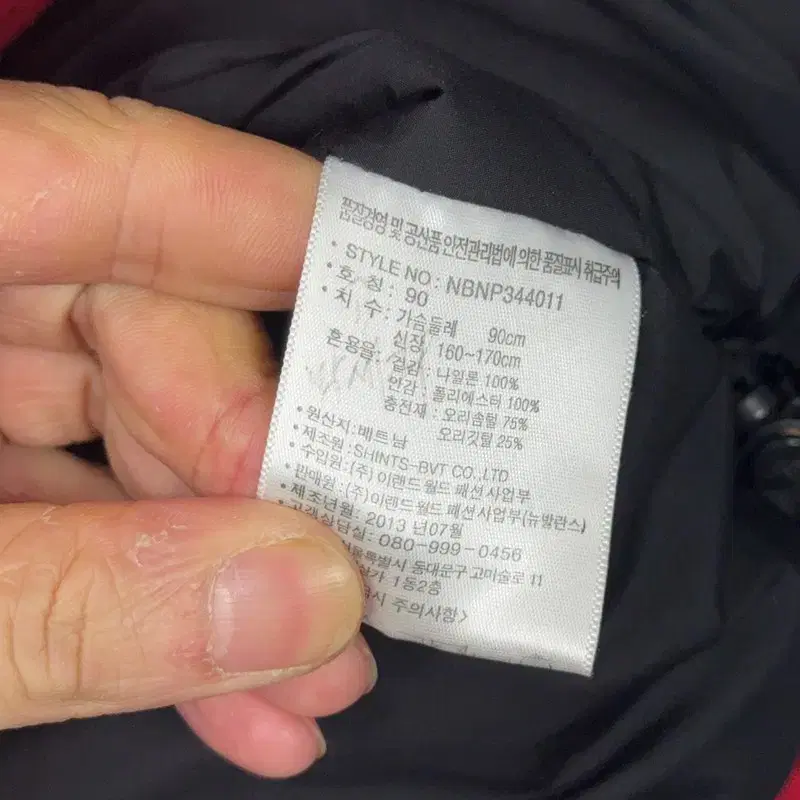 품질경영 및 공산품안전관리법에 의한 품질표시 취급주의
• STYLE NO : NBNP344011
• 호 칭 : 90
• 치 수 : 가슴둘레 90cm
신장 160~170cm
혼용율 : 겉감 : 나일론 100%
안감 : 폴리에스터 100%
충전재 : 오리솜털 75%
오리깃털 25%
• 원산지 : 베트남
• 제조원 : SHINTS-BVT CO.,LTD
수입원 : (주) 이랜드월드 패션사업부
• 판매원 : (주)이랜드월드 패션사업부(뉴발란스)
• 제조년월 : 2013 년07월
고객상담실 : 080-999-0456
서울특별시 동대문구 고미술로 11
1동2층
시 주의사항>